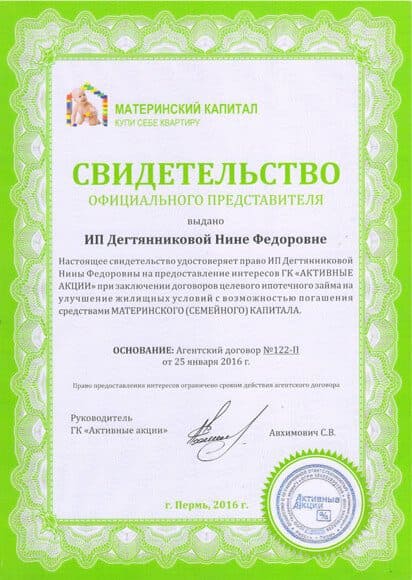 МАТЕРИНСКИЙ КАПИТАЛ
КУПИ СЕБЕ КВАРТИРУ
СВИДЕТЕЛЬСТВО
ОФИЦИАЛЬНОГО ПРЕДСТАВИТЕЛЯ
выдано
ИП Дегтянниковой Нине Федоровне
Настоящее свидетельство удостоверяет право ИП Дегтянниковой
Нины Федоровны на предоставление интересов ГК «АКТИВНЫЕ
АКЦИИ» при заключении договоров целевого ипотечного займа на
улучшение жилищных условий с возможностью погашения
средствами МАТЕРИНСКОГО (СЕМЕЙНОГО) КАПИТАЛА.
ОСНОВАНИЕ: Агентский договор №122-П
от 25 января 2016 г.
Право предоставления интересов ограничено сроком действия агентского договора
Руководитель
ГК «Активные акции»
Авхимович С.В.
Активные
Акции
г. Пермь, 2016 г.